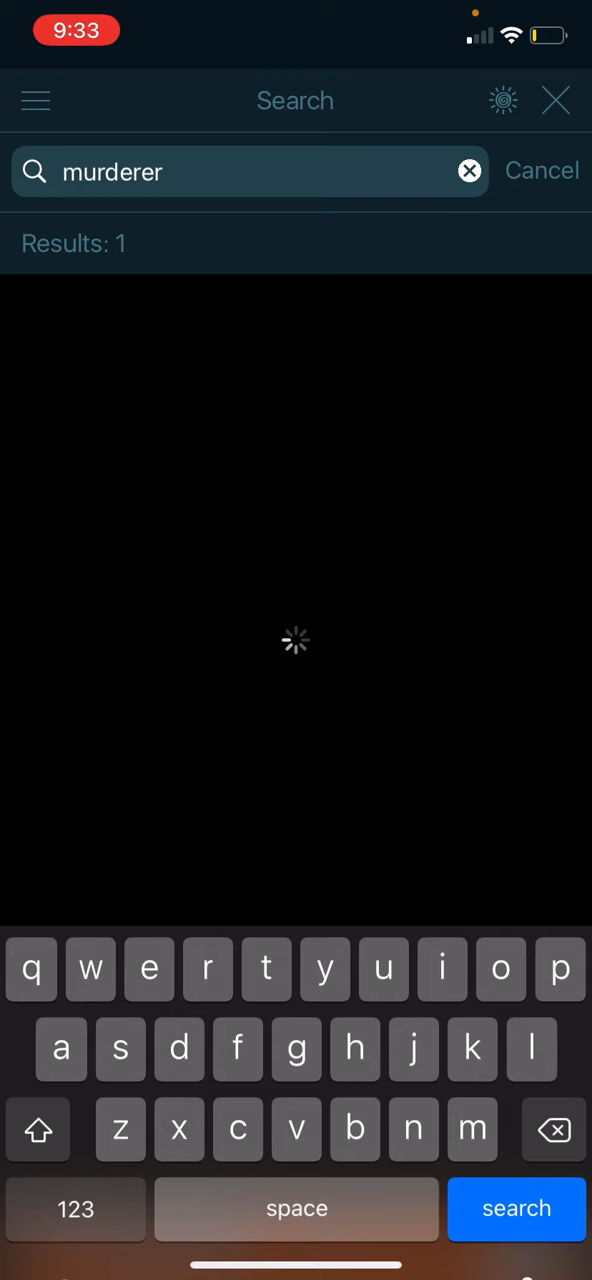 9:33
Search
murderer
Cancel
Results: 1
q w e r t y u i o p
a s d f g h j k l
z x c v b n m
123 space search